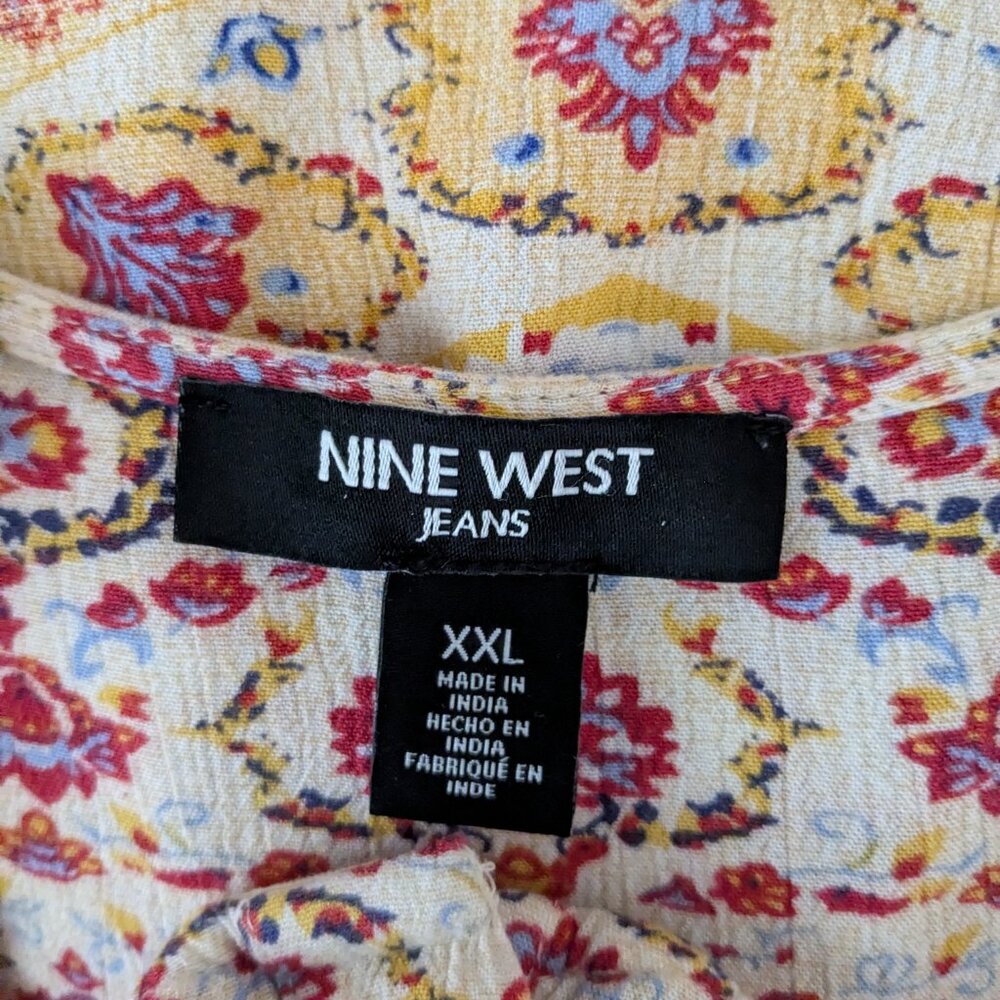 NINE WEST
JEANS
XXL
MADE IN
INDIA
HECHO EN
INDIA
FABRIQUÉ EN
INDE